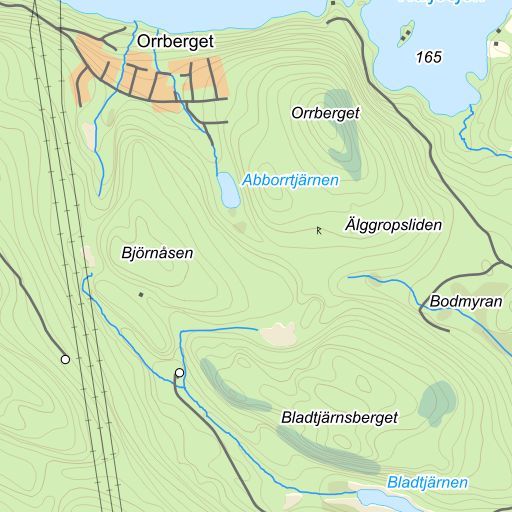 Orrberget
165
Orrberget
Abborrtjärnen
Älggropsliden
Björnåsen
Bodmyran
Bladtjärnsberget
Bladtjärnen